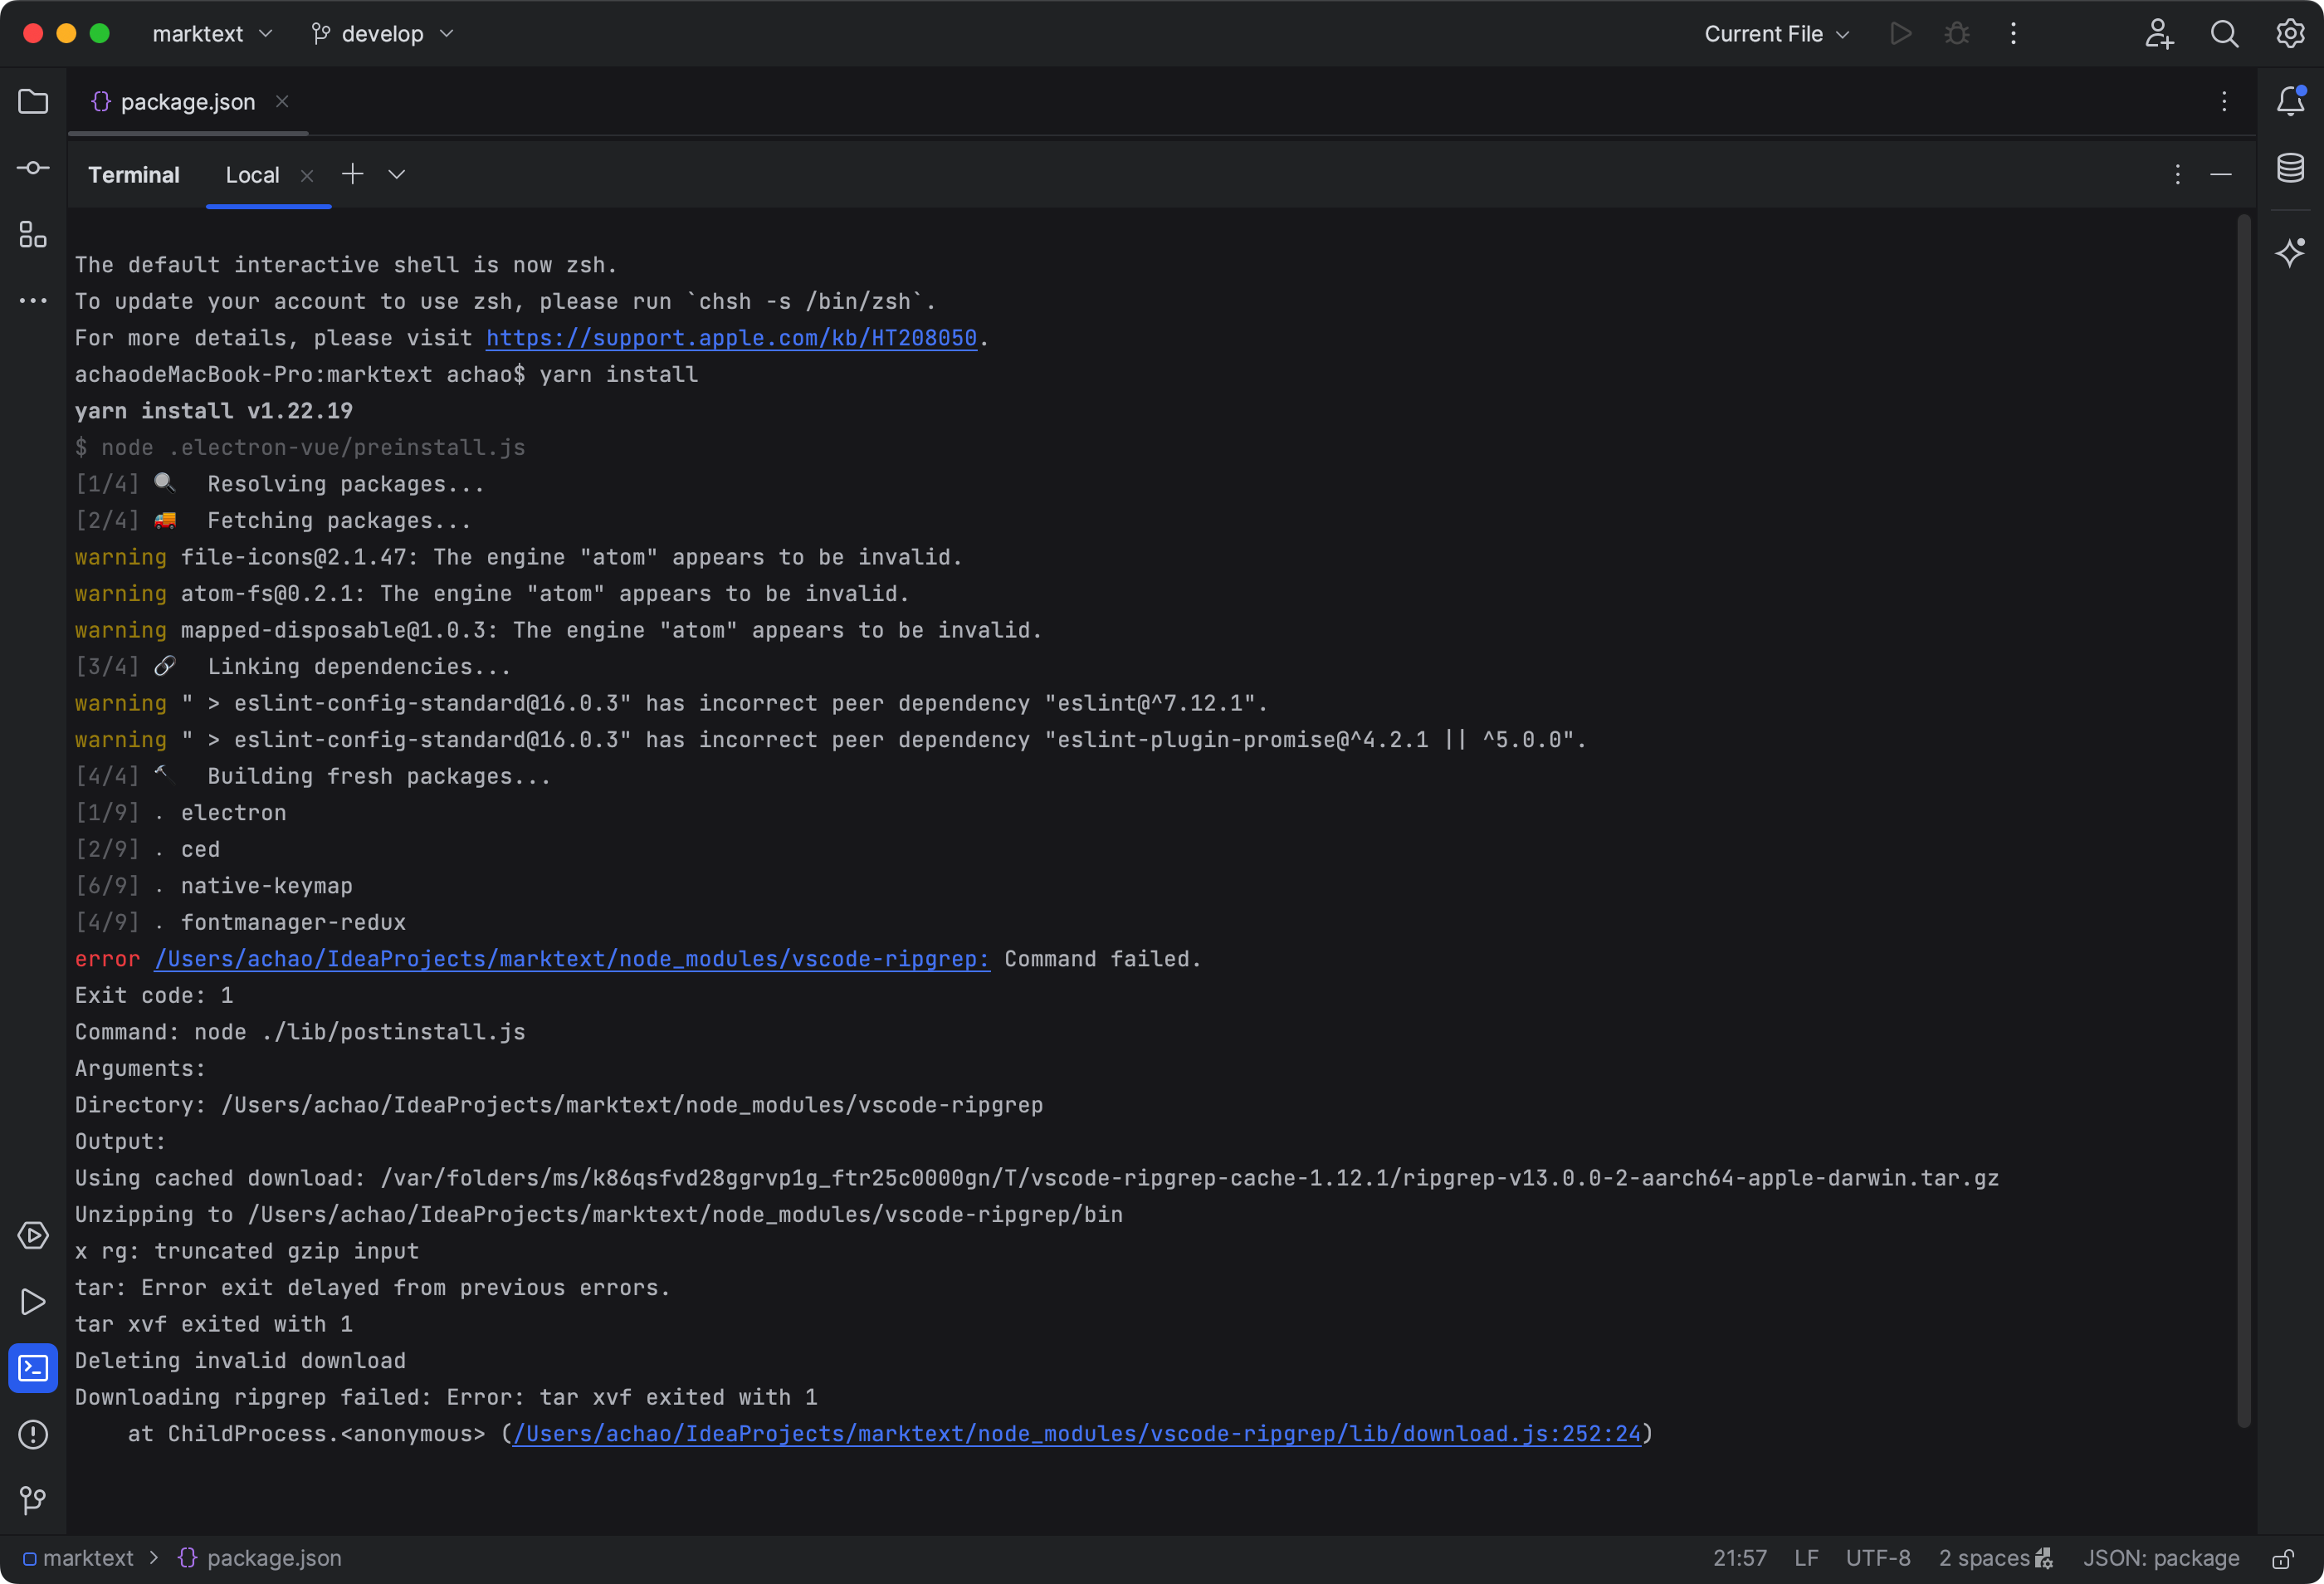 marktext develop Current File
package.json
Terminal Local
The default interactive shell is now zsh.
To update your account to use zsh, please run `chsh -s /bin/zsh`.
For more details, please visit https://support.apple.com/kb/HT208050.
achaodeMacBook-Pro:marktext achao$ yarn install
yarn install v1.22.19
$ node .electron-vue/preinstall.js
[1/4] 🔍 Resolving packages...
[2/4] 🚚 Fetching packages...
warning file-icons@2.1.47: The engine "atom" appears to be invalid.
warning atom-fs@0.2.1: The engine "atom" appears to be invalid.
warning mapped-disposable@1.0.3: The engine "atom" appears to be invalid.
[3/4] 🔗 Linking dependencies...
warning " > eslint-config-standard@16.0.3" has incorrect peer dependency "eslint@^7.12.1".
warning " > eslint-config-standard@16.0.3" has incorrect peer dependency "eslint-plugin-promise@^4.2.1 || ^5.0.0".
[4/4] 🔨 Building fresh packages...
[1/9] . electron
[2/9] . ced
[6/9] . native-keymap
[4/9] . fontmanager-redux
error /Users/achao/IdeaProjects/marktext/node_modules/vscode-ripgrep: Command failed.
Exit code: 1
Command: node ./lib/postinstall.js
Arguments:
Directory: /Users/achao/IdeaProjects/marktext/node_modules/vscode-ripgrep
Output:
Using cached download: /var/folders/ms/k86qsfvd28ggrvp1g_ftr25c0000gn/T/vscode-ripgrep-cache-1.12.1/ripgrep-v13.0.0-2-aarch64-apple-darwin.tar.gz
Unzipping to /Users/achao/IdeaProjects/marktext/node_modules/vscode-ripgrep/bin
x rg: truncated gzip input
tar: Error exit delayed from previous errors.
tar xvf exited with 1
Deleting invalid download
Downloading ripgrep failed: Error: tar xvf exited with 1
    at ChildProcess.<anonymous> (/Users/achao/IdeaProjects/marktext/node_modules/vscode-ripgrep/lib/download.js:252:24)
marktext > package.json 21:57 LF UTF-8 2 spaces JSON: package